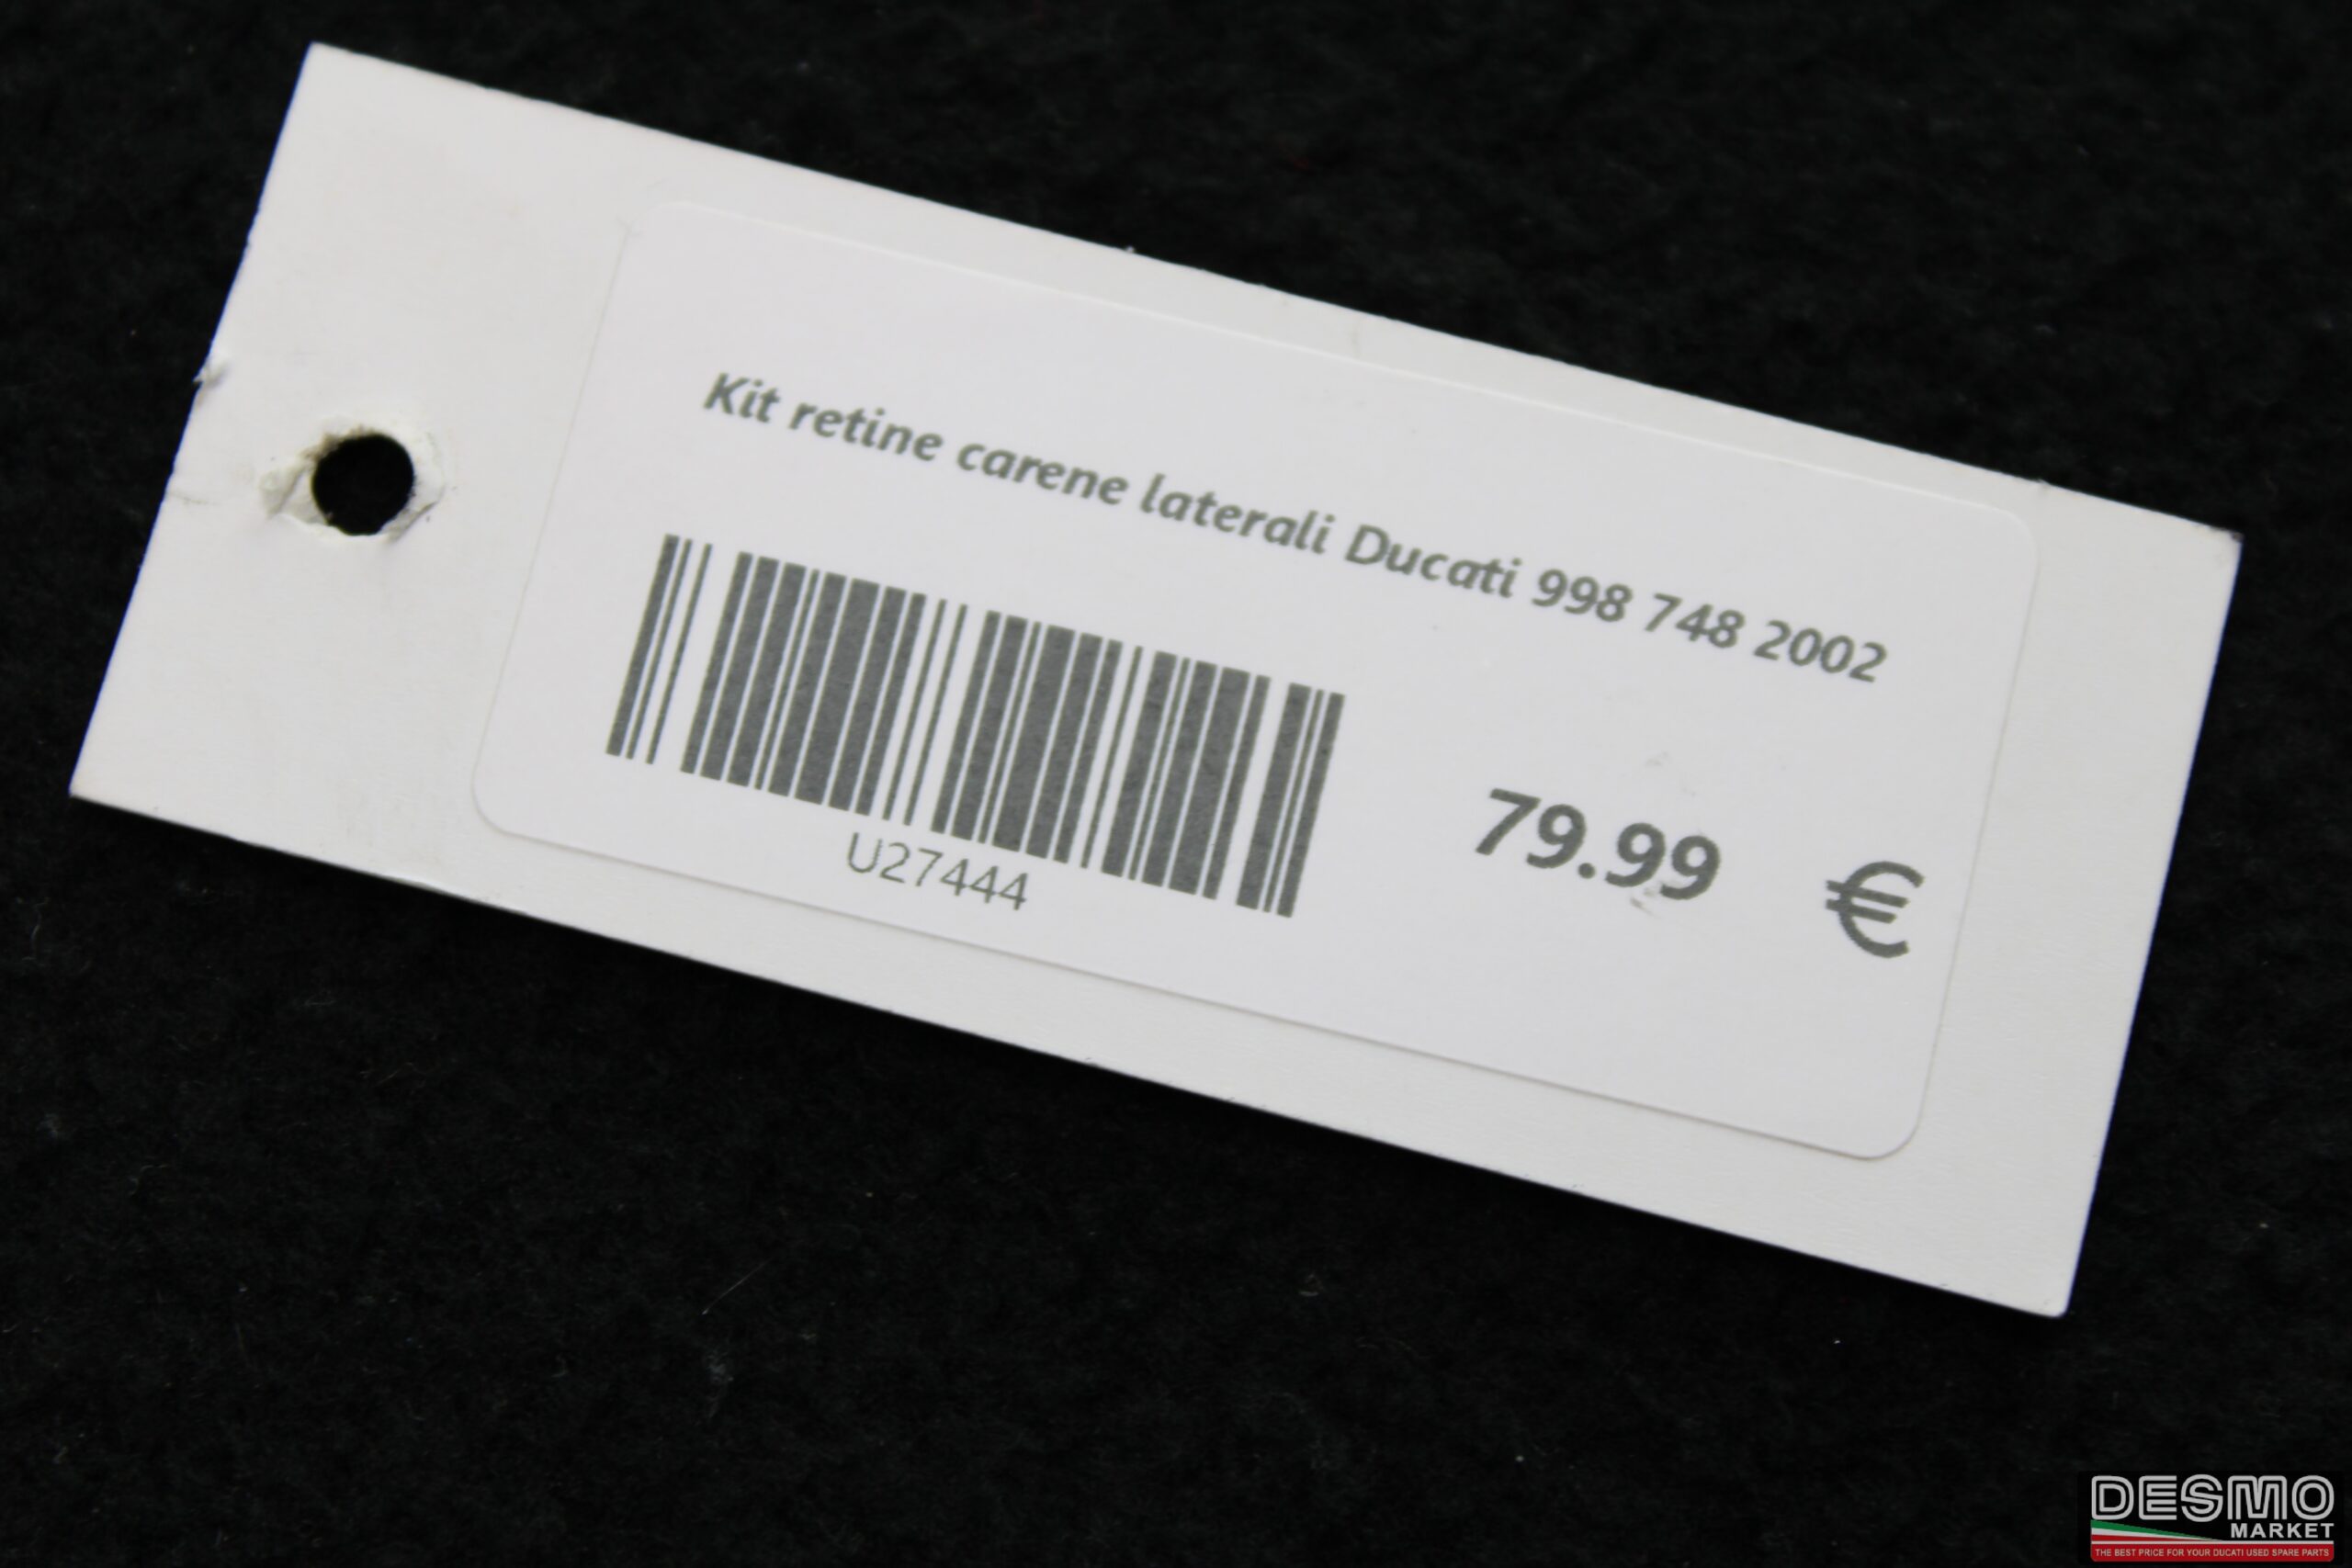 Kit retine carene laterali Ducati 998 748 2002
79.99 €
U27444
DESMO
MARKET
THE BEST PRICE FOR YOUR DUCATI USED SPARE PARTS